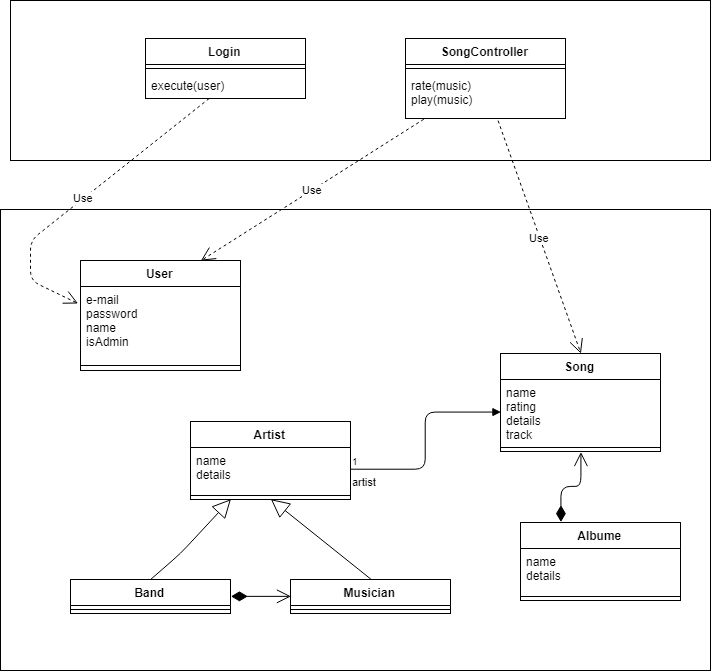 Login
execute(user)
SongController
rate(music)
play(music)
Use
Use
Use
User
e-mail
password
name
isAdmin
Song
name
rating
details
track
Artist
name
details
1
artist
Albume
name
details
Band
Musician